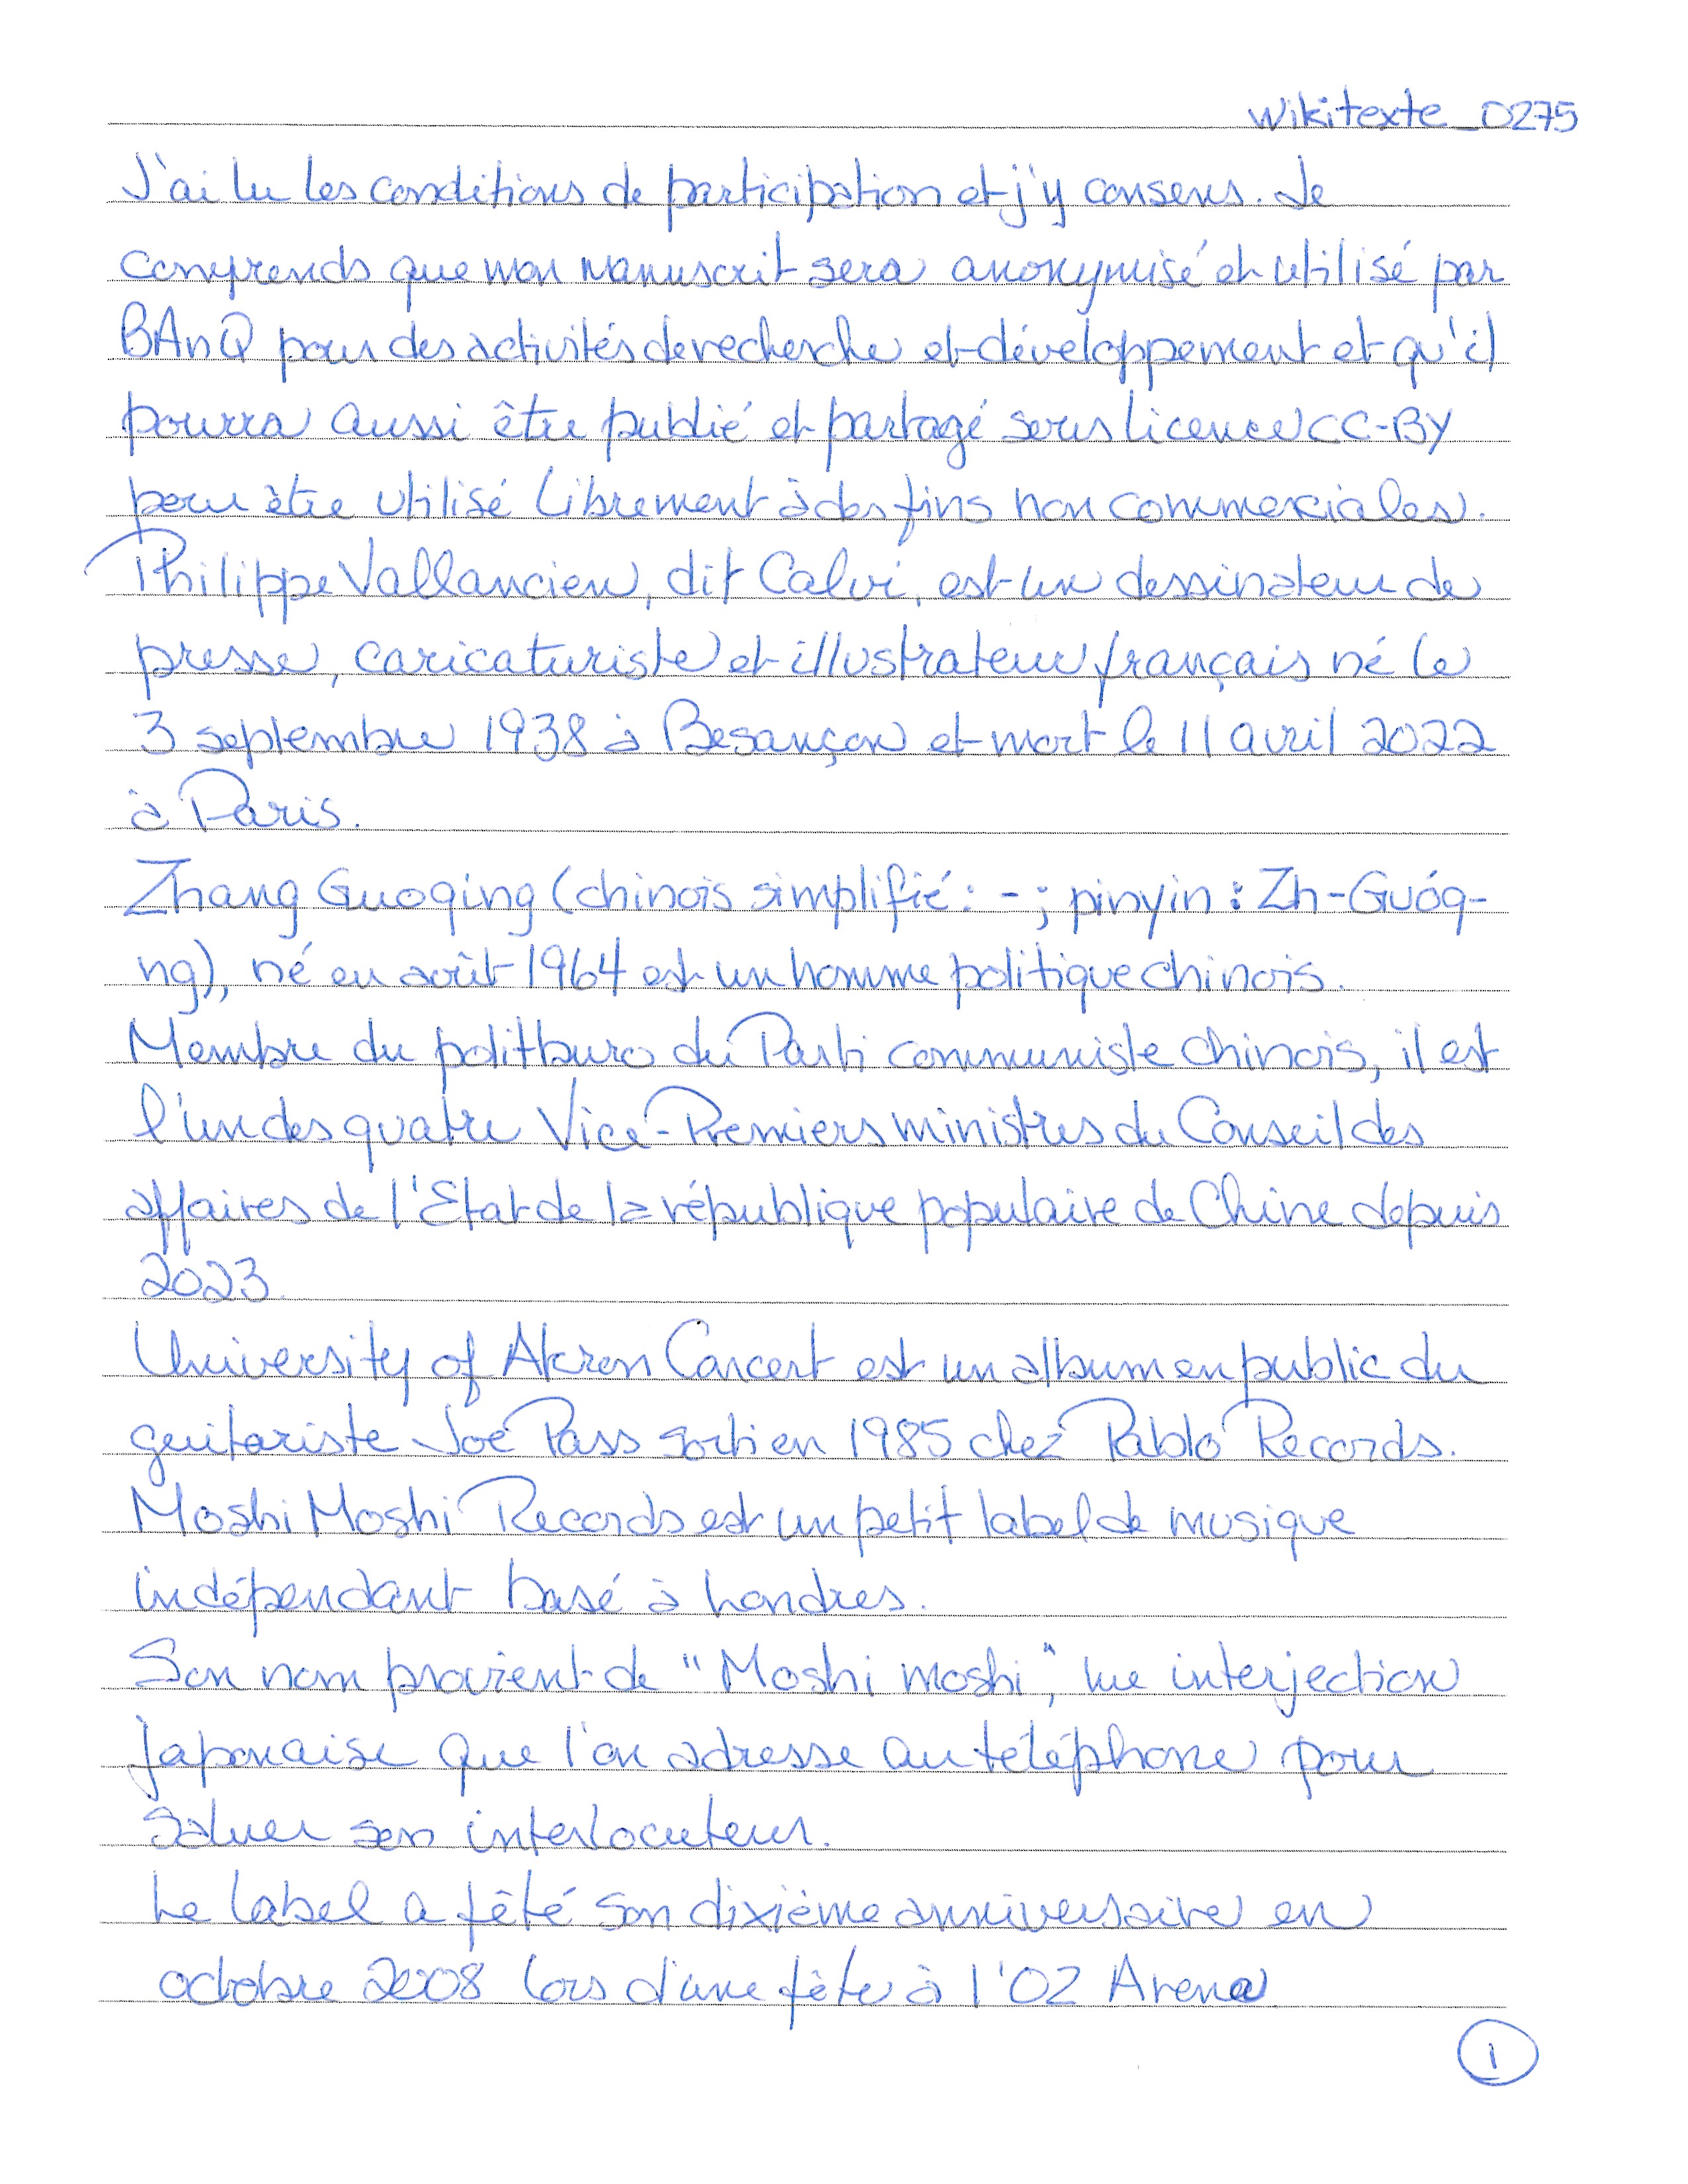 Wikitexte_0275
J'ai lu les conditions de participation et j'y consens. Je
comprends que mon manuscrit sera anonymisé et utilisé par
BAnQ pour des activités de recherche et développement et qu'il
pourra aussi être publié et partagé sous licence CC-BY
pour être utilisé librement à des fins non commerciales.
Philippe Vallancien, dit Calvi, est un dessinateur de
presse, caricaturiste et illustrateur français né le
3 septembre 1938 à Besançon et mort le 11 avril 2022
à Paris.
Zhang Guoqing (chinois simplifié : - ; pinyin : Zh-Guóq-
ng), né en août 1964 est un homme politique chinois.
Membre du politburo du Parti communiste chinois, il est
l'un des quatre Vice-Premiers ministres du Conseil des
affaires de l'Etat de la république populaire de Chine depuis
2023.
University of Akron Concert est un album en public du
guitariste Joe Pass sorti en 1985 chez Pablo Records.
Moshi Moshi Records est un petit label de musique
indépendant basé à Londres.
Son nom provient de "Moshi moshi", une interjection
Japonaise que l'on adresse au téléphone pour
saluer son interlocuteur.
Le label a fêté son dixième anniversaire en
octobre 2008 lors d'une fête à l'O2 Arena
1